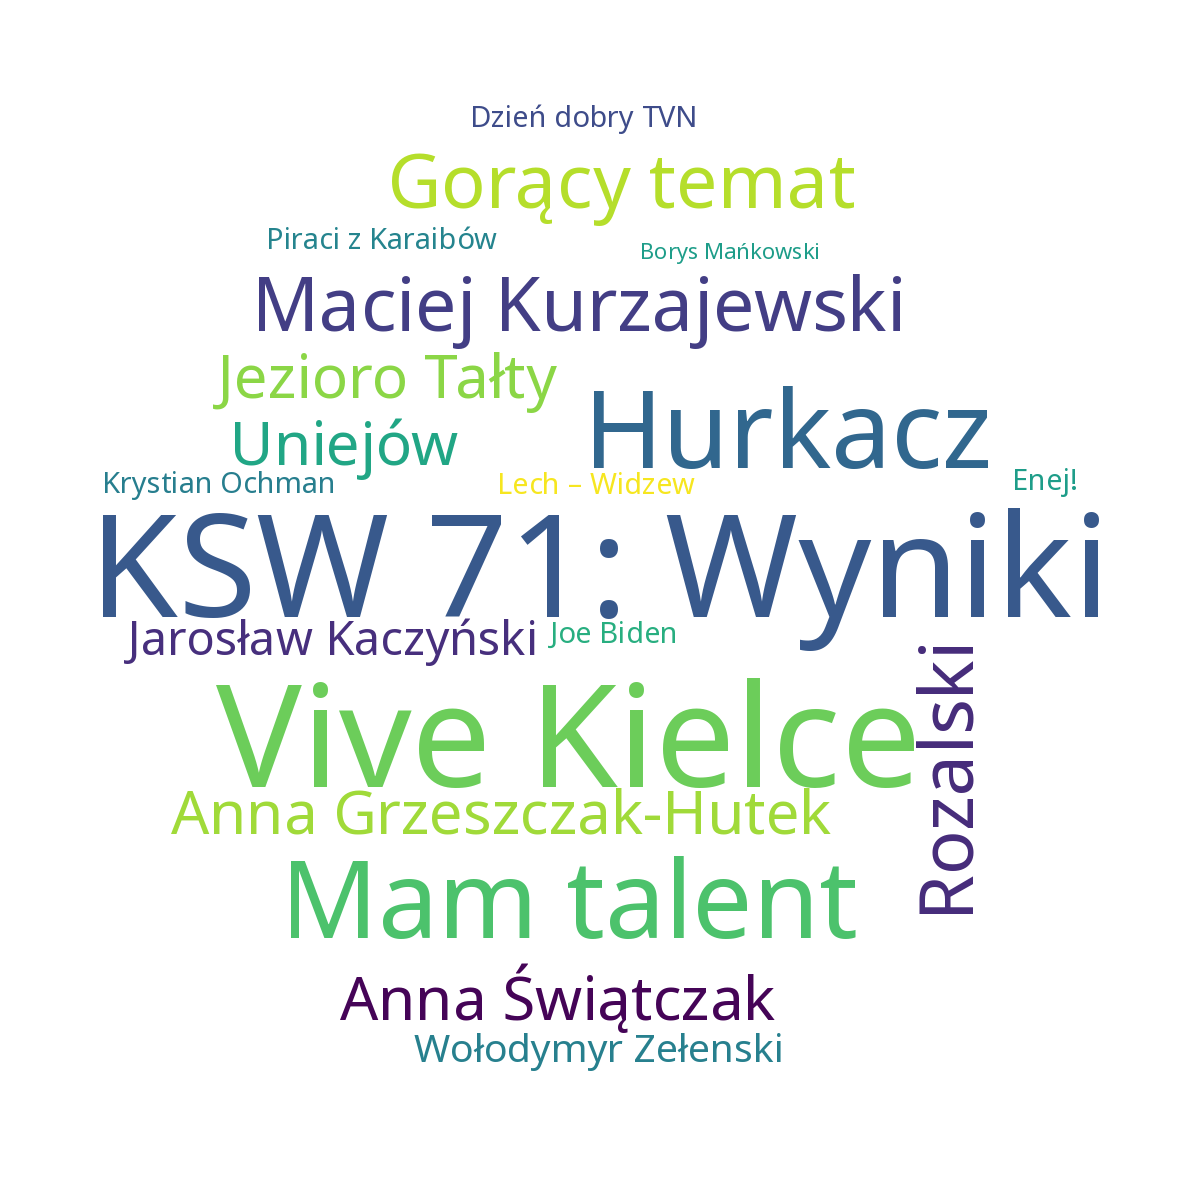 Dzień dobry TVN
Gorący temat
Piraci z Karaibów
Borys Mańkowski
Maciej Kurzajewski
Jezioro Tałty
Hurkacz
Uniejów
Krystian Ochman
Lech – Widzew
Enej!
KSW 71: Wyniki
Jarosław Kaczyński
Joe Biden
Rozalski
Vive Kielce
Anna Grzeszczak-Hutek
Mam talent
Anna Świątczak
Wołodymyr Zełenski